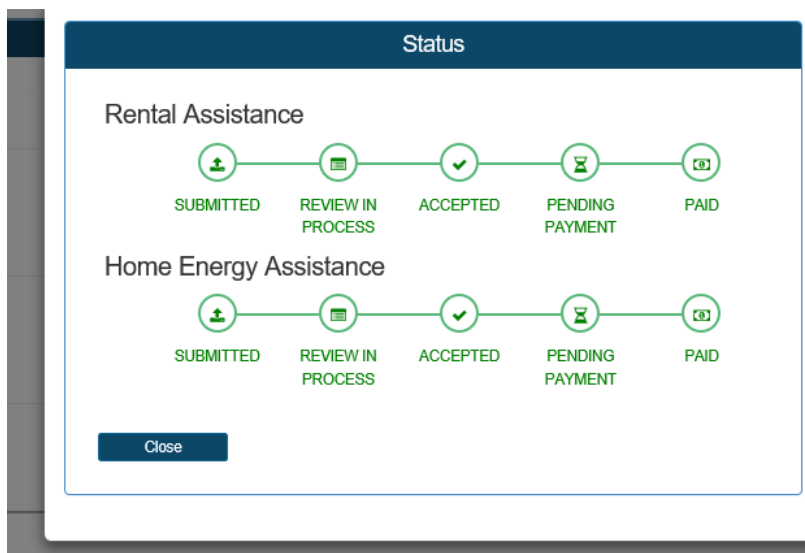 Status
Rental Assistance
SUBMITTED
REVIEW IN
PROCESS
ACCEPTED
PENDING
PAYMENT
PAID
Home Energy Assistance
SUBMITTED
REVIEW IN
PROCESS
ACCEPTED
PENDING
PAYMENT
PAID
Close